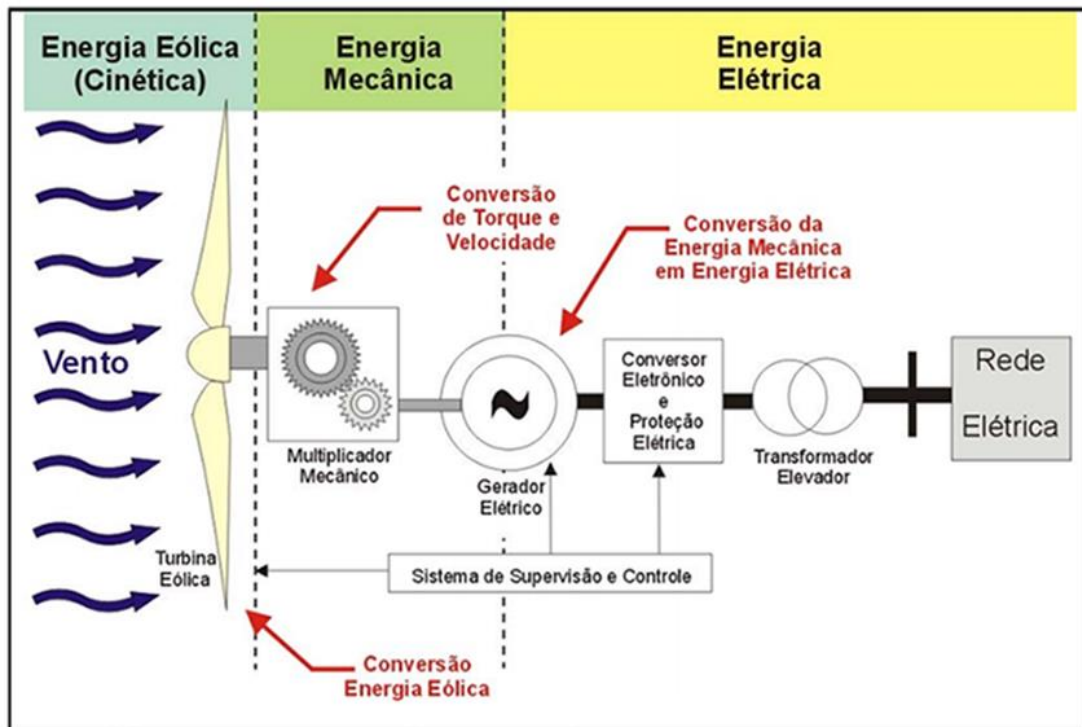 Energia Eólica
(Cinética)
Energia
Mecânica
Energia
Elétrica
Conversão
de Torque e
Velocidade
Conversão da
Energia Mecânica
em Energia Elétrica
Vento
Multiplicador
Mecânico
Gerador
Elétrico
Conversor
Eletrônico
e
Proteção
Elétrica
Transformador
Elevador
Rede
Elétrica
Turbina
Eólica
Sistema de Supervisão e Controle
Conversão
Energia Eólica